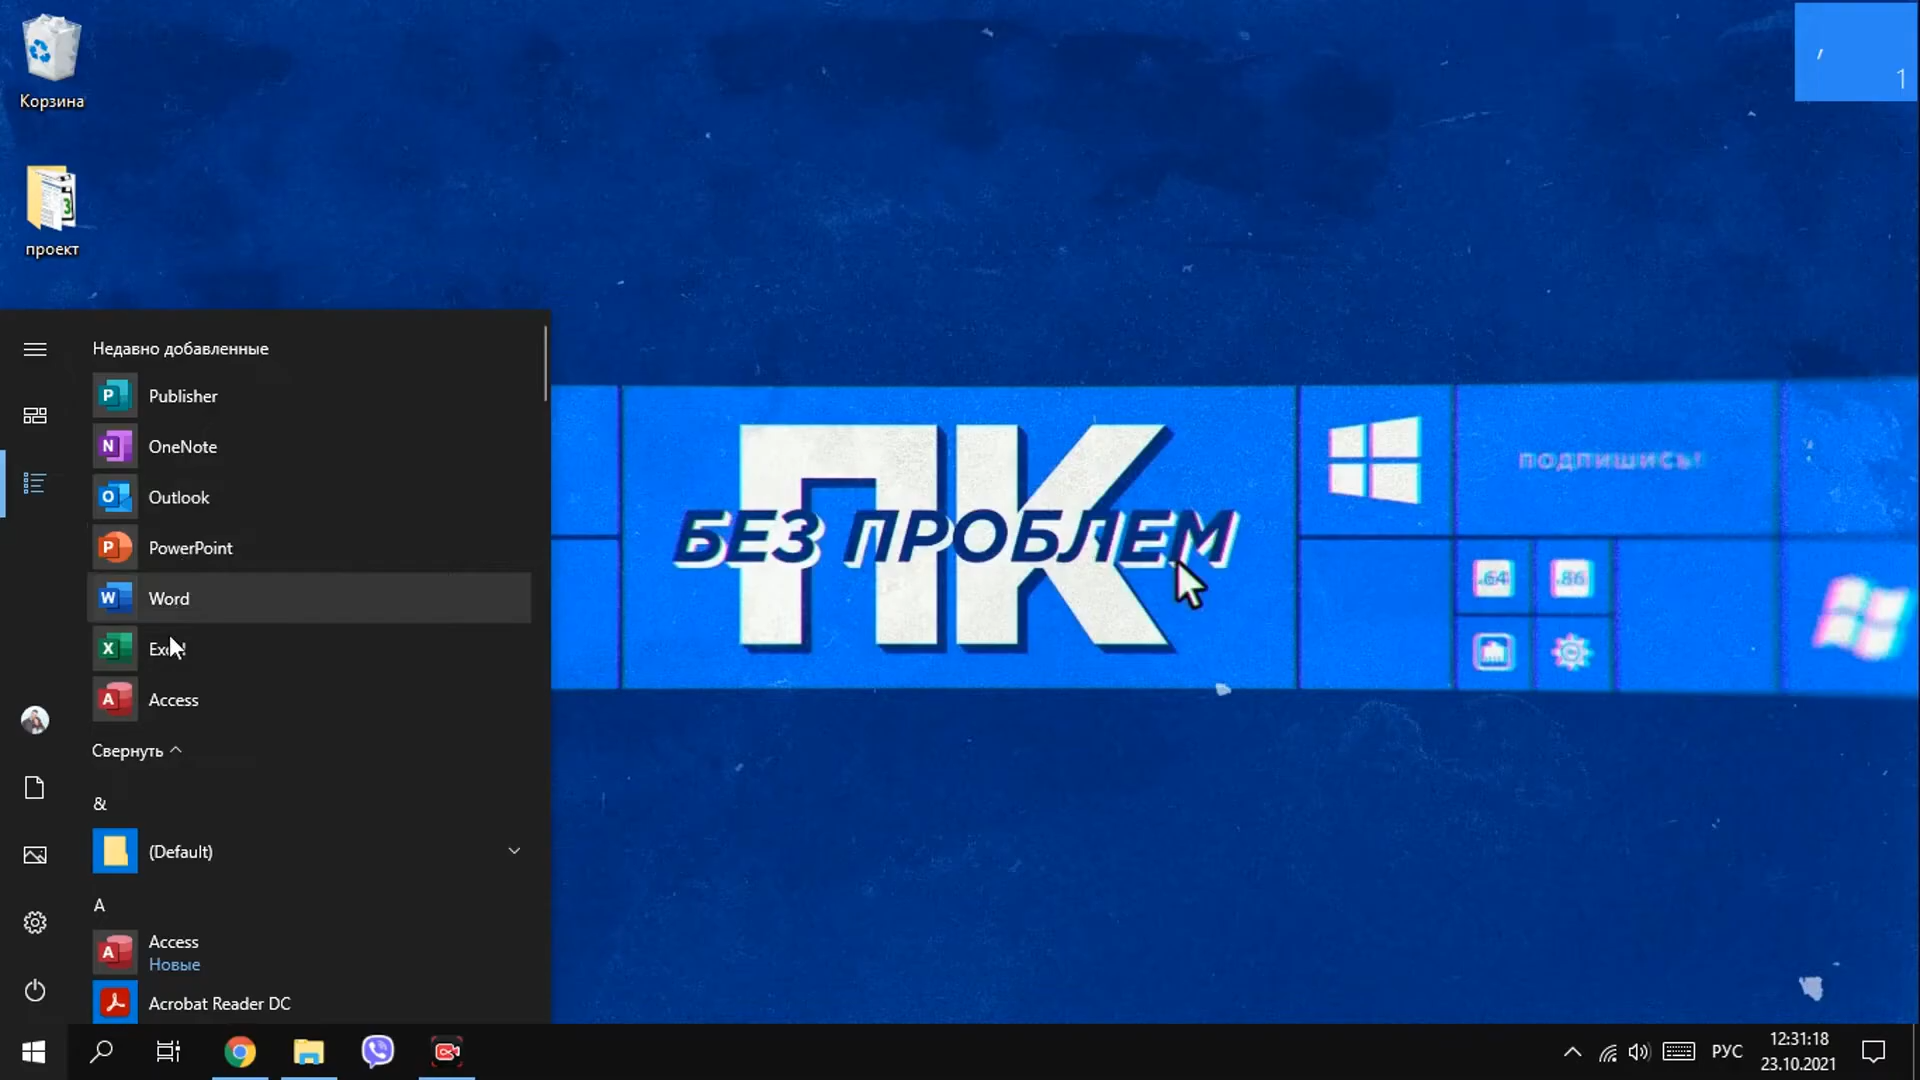 Корзина
проект
1
Недавно добавленные
Publisher
OneNote
Outlook
PowerPoint
Word
Access
Свернуть
&
(Default)
A
Access
Новые
Acrobat Reader DC
ПК
БЕЗ ПРОБЛЕМ
ПОДПИШИСЬ!
.64
.86
РУС
12:31:18
23.10.2021